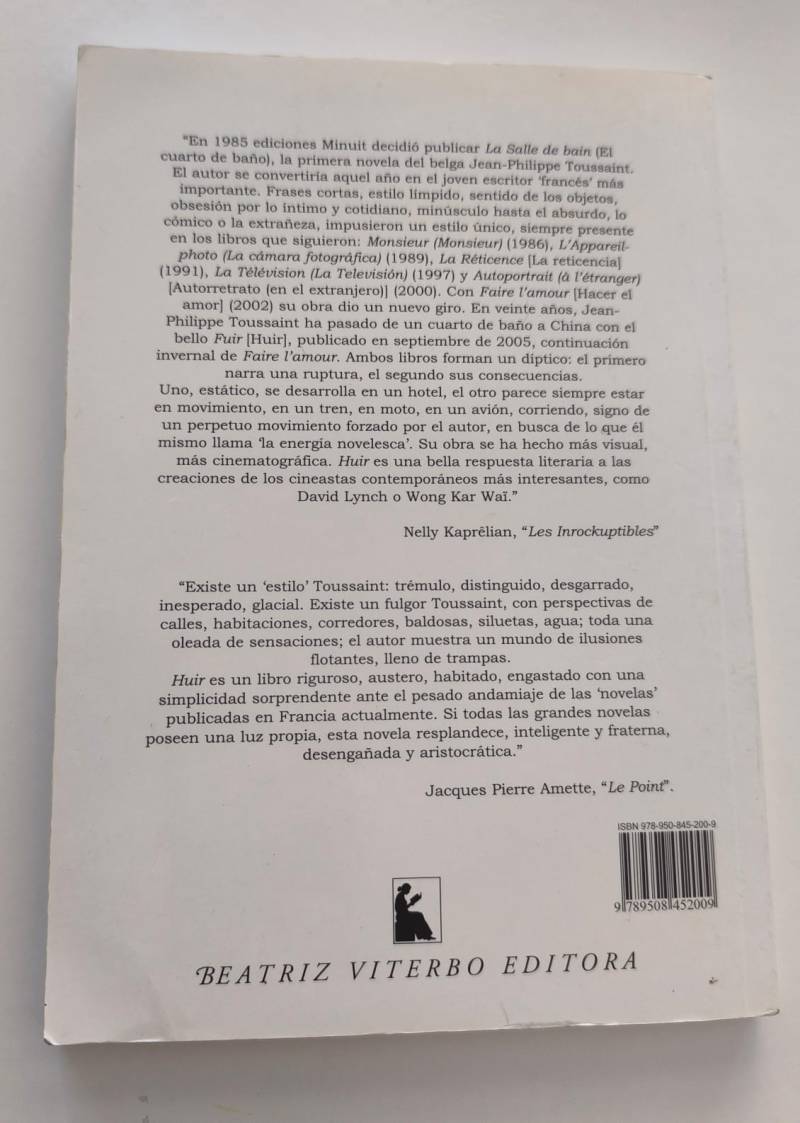 "En 1985 ediciones Minuit decidió publicar La Salle de bain (El
cuarto de baño), la primera novela del belga Jean-Philippe Toussaint.
El autor se convertiría aquel año en el joven escritor 'francés' más
importante. Frases cortas, estilo límpido, sentido de los objetos,
obsesión por lo íntimo y cotidiano, minúsculo hasta el absurdo, lo
cómico o la extrañeza, impusieron un estilo único, siempre presente
en los libros que siguieron: Monsieur (Monsieur) (1986), L'Appareil-
photo (La cámara fotográfica) (1989), La Réticence [La reticencia]
(1991), La Télévision (La Televisión) (1997) y Autoportrait (à l'étranger)
[Autorretrato (en el extranjero)] (2000). Con Faire l'amour [Hacer el
amor] (2002) su obra dio un nuevo giro. En veinte años, Jean-
Philippe Toussaint ha pasado de un cuarto de baño a China con el
bello Fuir [Huir], publicado en septiembre de 2005, continuación
invernal de Faire l'amour. Ambos libros forman un díptico: el primero
narra una ruptura, el segundo sus consecuencias.
Uno, estático, se desarrolla en un hotel, el otro parece siempre estar
en movimiento, en un tren, en moto, en un avión, corriendo, signo de
un perpetuo movimiento forzado por el autor, en busca de lo que él
mismo llama 'la energía novelesca'. Su obra se ha hecho más visual,
más cinematográfica. Huir es una bella respuesta literaria a las
creaciones de los cineastas contemporáneos más interesantes, como
David Lynch o Wong Kar Waï."
Nelly Kaprêlian, "Les Inrockuptibles"
"Existe un 'estilo' Toussaint: trémulo, distinguido, desgarrado,
inesperado, glacial. Existe un fulgor Toussaint, con perspectivas de
calles, habitaciones, corredores, baldosas, siluetas, agua; toda una
oleada de sensaciones; el autor muestra un mundo de ilusiones
flotantes, lleno de trampas.
Huir es un libro riguroso, austero, habitado, engastado con una
simplicidad sorprendente ante el pesado andamiaje de las 'novelas'
publicadas en Francia actualmente. Si todas las grandes novelas
poseen una luz propia, esta novela resplandece, inteligente y fraterna,
desengañada y aristocrática."
Jacques Pierre Amette, "Le Point".
ISBN 978-950-845-200-9
9 789508 452009
BEATRIZ VITERBO EDITORA